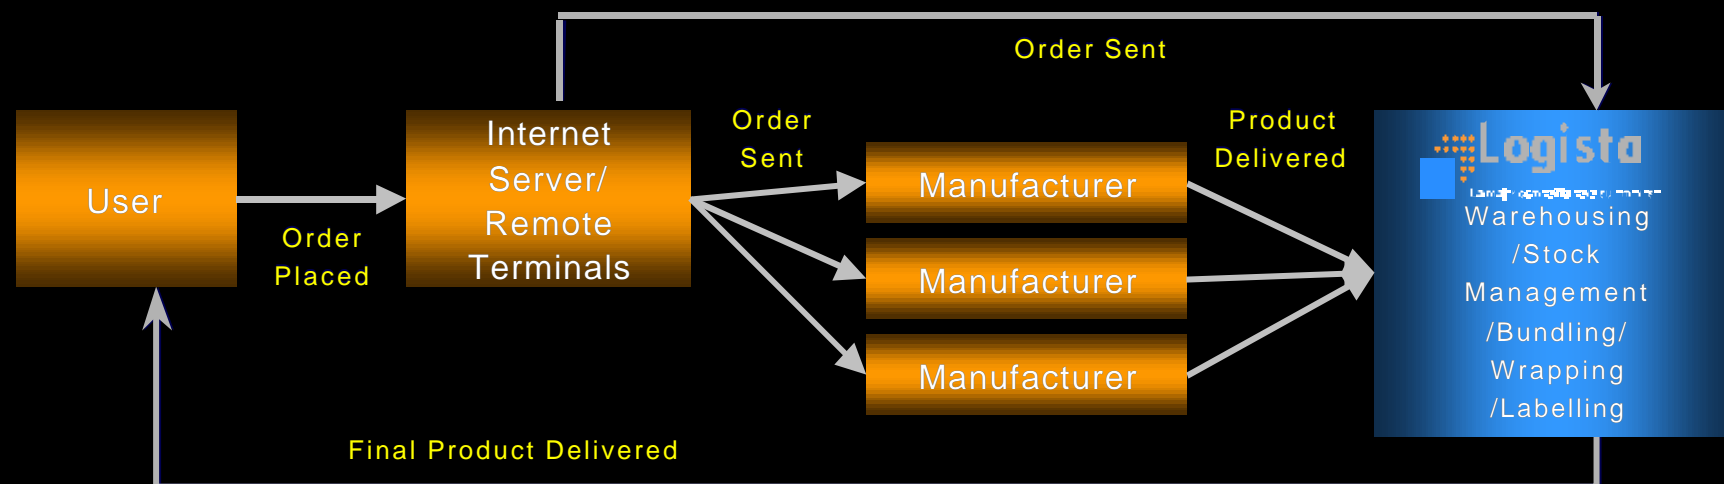 Order Sent
User
Order
Placed
Internet
Server/
Remote
Terminals
Order
Sent
Manufacturer
Manufacturer
Manufacturer
Product
Delivered
Logista
Warehousing
/Stock
Management
/Bundling/
Wrapping
/Labelling
Final Product Delivered